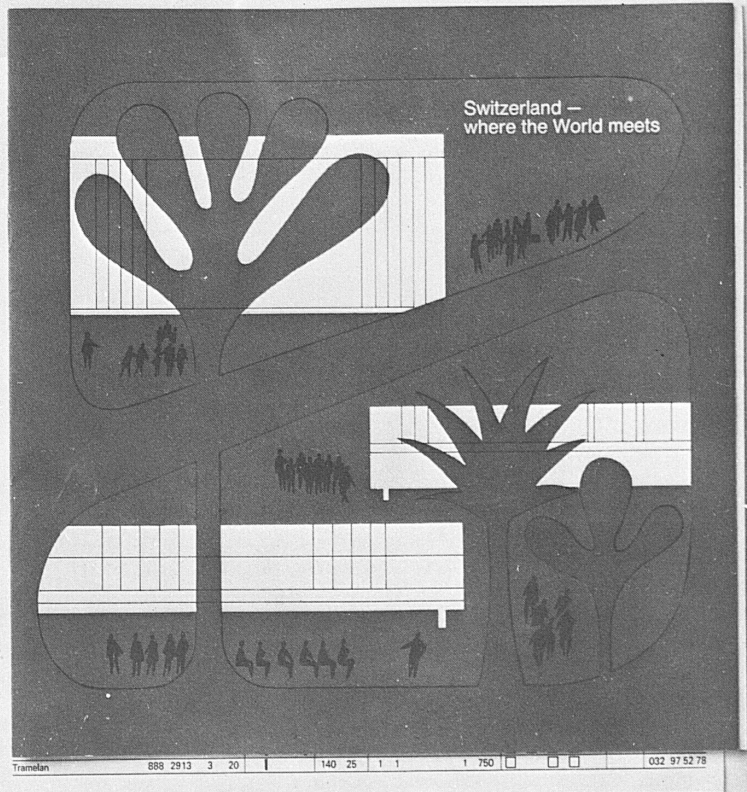 Switzerland –
where the World meets
Tramelan 888 2913 3 20 140 25 1 1 1 750 032 97 52 78